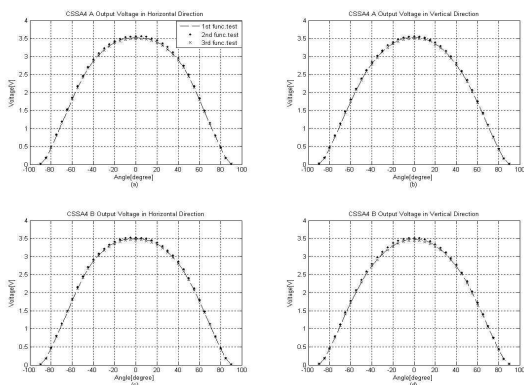 CSSA4 A Output Voltage in Horizontal Direction
1st func.test
2nd func.test
3rd func.test
Voltage[V]
4
3.5
3
2.5
2
1.5
1
0.5
0
-100 -80 -60 -40 -20 0 20 40 60 80 100
Angle[degree]
(a)
CSSA4 A Output Voltage in Vertical Direction
Voltage[V]
4
3.5
3
2.5
2
1.5
1
0.5
0
-100 -80 -60 -40 -20 0 20 40 60 80 100
Angle[degree]
(b)
CSSA4 B Output Voltage in Horizontal Direction
Voltage[V]
4
3.5
3
2.5
2
1.5
1
0.5
0
-100 -80 -60 -40 -20 0 20 40 60 80 100
Angle[degree]
(c)
CSSA4 B Output Voltage in Vertical Direction
Voltage[V]
4
3.5
3
2.5
2
1.5
1
0.5
0
-100 -80 -60 -40 -20 0 20 40 60 80 100
Angle[degree]
(d)